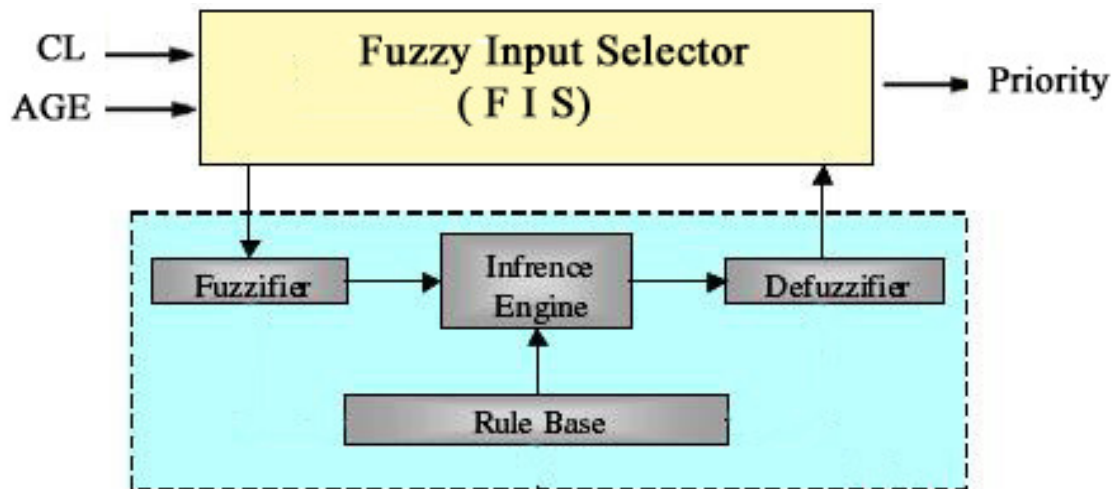 CL
AGE
Fuzzy Input Selector
( F I S)
Priority
Fuzzifier
Infrence
Engine
Defuzzifier
Rule Base